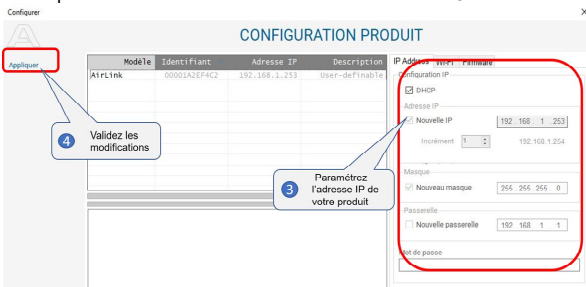 Configurer
×
CONFIGURATION PRODUIT
Appliquer
Modèle Identifiant Adresse IP Description
AirLink 00001A2EF4C2 192.168.1.253 User-definable
IP Address Wi-Fi Firmware
Configuration IP
DHCP
Adresse IP
Nouvelle IP 192 168 1 .253
Incrément 1 192.168.1.254
Masque
Nouveau masque 255 255 255 0
Passerelle
Nouvelle passerelle 192 168 1 1
Mot de passe
4 Validez les
modifications
3 Paramétrez
l'adresse IP de
votre produit